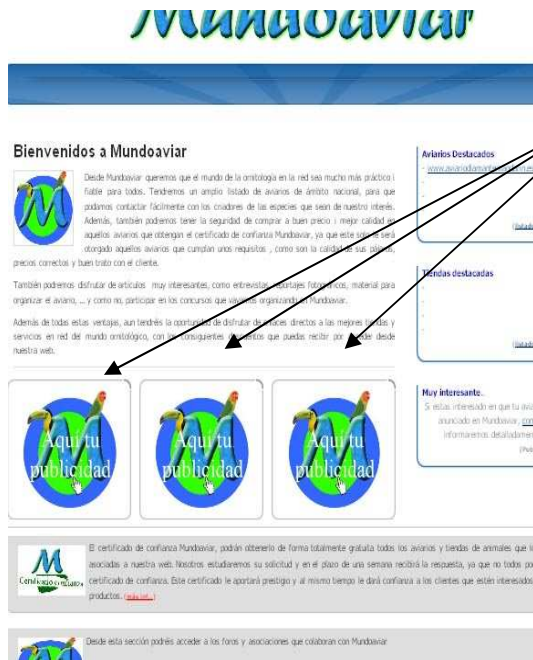 Mundoaviar
Bienvenidos a Mundoaviar
Desde Mundoaviar queremos que el mundo de la ornitología en la red sea mucho más práctico i
fiable para todos. Tendremos un amplio listado de aviarios de ámbito nacional, para que
podamos contactar fácilmente con los criadores de las especies que sean de nuestro interés.
Además, también podremos tener la seguridad de comprar a buen precio i mejor calidad en
aquellos aviarios que obtengan el certificado de confianza Mundoaviar, ya que este solo le será
otorgado aquellos aviarios que cumplan unos requisitos , como son la calidad de sus pájaros,
precios correctos y buen trato con el cliente.
También podremos disfrutar de artículos muy interesantes, como entrevistas, reportajes fotográficos, material para
organizar el aviario, ... y como no, participar en los concursos que vayamos organizando en Mundoaviar.
Además de todas estas ventajas, aun tendréis la oportunidad de disfrutar de enlaces directos a las mejores tiendas y
servicios en red del mundo ornitológico, con los consiguientes descuentos que puedas recibir por acceder desde
nuestra web.
Aviarios Destacados
(listado
Tiendas destacadas
(listado
Muy interesante.
Si estas interesado en que tu avia
anunciado en Mundoaviar, con
informaremos detalladamen
Aquí tu
publicidad
Aquí tu
publicidad
Aquí tu
publicidad
El certificado de confianza Mundoaviar, podrán obtenerlo de forma totalmente gratuita todos los aviarios y tiendas de animales que
asociadas a nuestra web. Nosotros estudiaremos su solicitud y en el plazo de una semana recibirá la respuesta, ya que no todos
certificado de confianza. Este certificado le aportará prestigio y al mismo tiempo le dará confianza a los clientes que estén interesados
productos.
Desde esta sección podréis acceder a los foros y asociaciones que colaboran con Mundoaviar